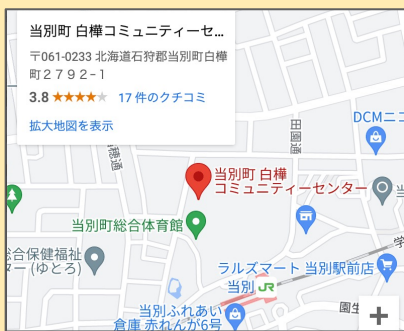 当別町 白樺コミュニティーセ...
〒061-0233 北海道石狩郡当別町白樺
町２７９２−１
3.8
17 件のクチコミ
拡大地図を表示
穂通
田園通
DCMニコ
当別町 白樺
コミュニティーセンター
当別町総合体育館
総合保健福祉
ター (ゆとろ)
ラルズマート 当別駅前店
当別 JR
当別ふれあい
倉庫 赤れんが6号
園生
学
+